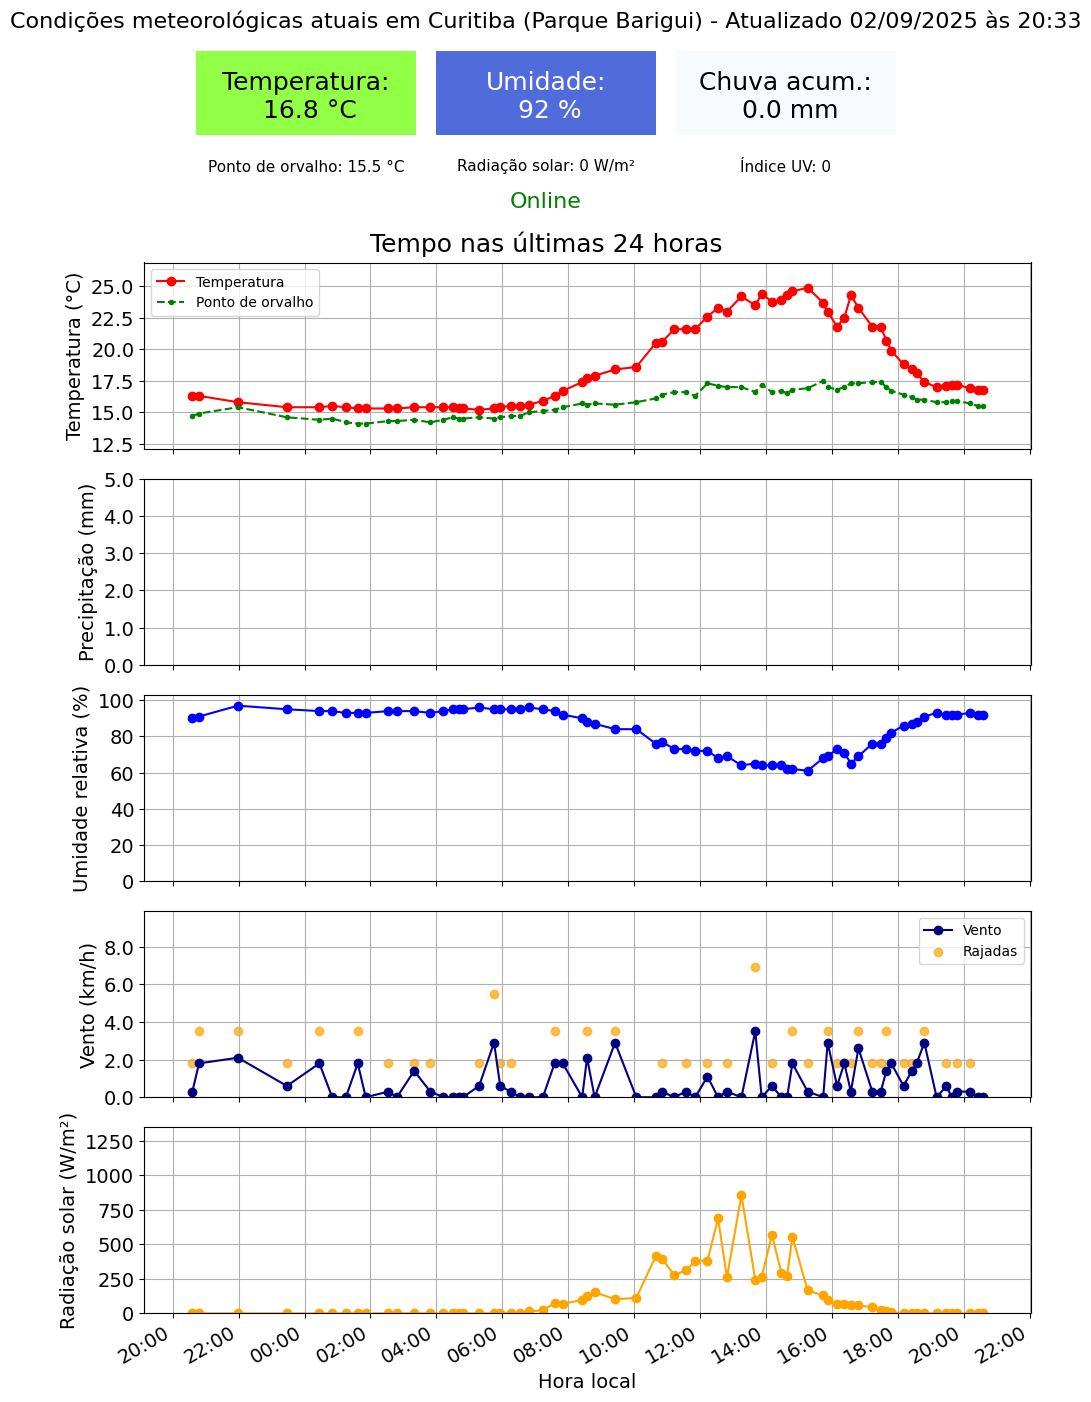 Condições meteorológicas atuais em Curitiba (Parque Barigui) - Atualizado 02/09/2025 às 20:33
Temperatura:
16.8 °C
Umidade:
92 %
Chuva acum.:
0.0 mm
Ponto de orvalho: 15.5 °C
Radiação solar: 0 W/m²
Índice UV: 0
Online
Tempo nas últimas 24 horas
Temperatura (°C)
25.0
22.5
20.0
17.5
15.0
12.5
Temperatura
Ponto de orvalho
Precipitação (mm)
5.0
4.0
3.0
2.0
1.0
0.0
Umidade relativa (%)
100
80
60
40
20
0
Vento (km/h)
8.0
6.0
4.0
2.0
0.0
Vento
Rajadas
Radiação solar (W/m²)
1250
1000
750
500
250
0
20:00
22:00
00:00
02:00
04:00
06:00
08:00
10:00
12:00
14:00
16:00
18:00
20:00
22:00
Hora local